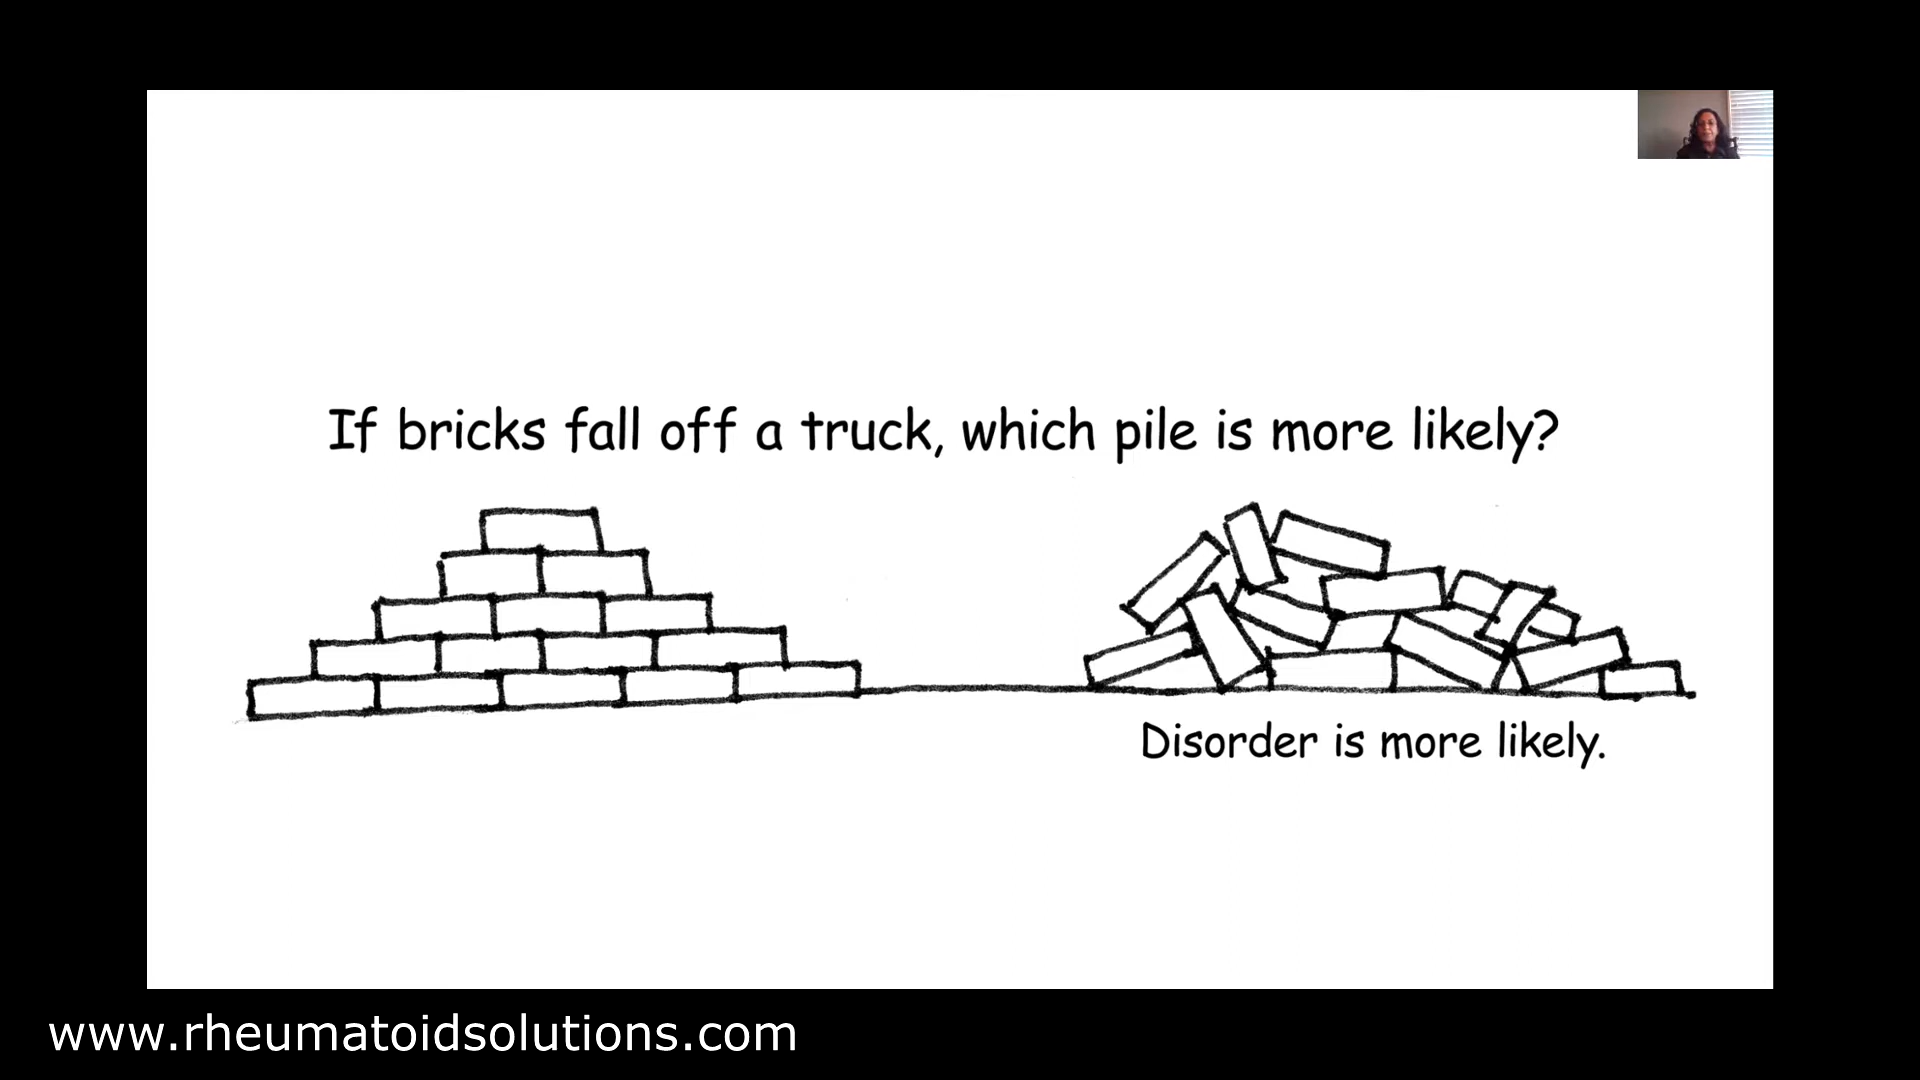 If bricks fall off a truck, which pile is more likely?
Disorder is more likely.
www.rheumatoidsolutions.com